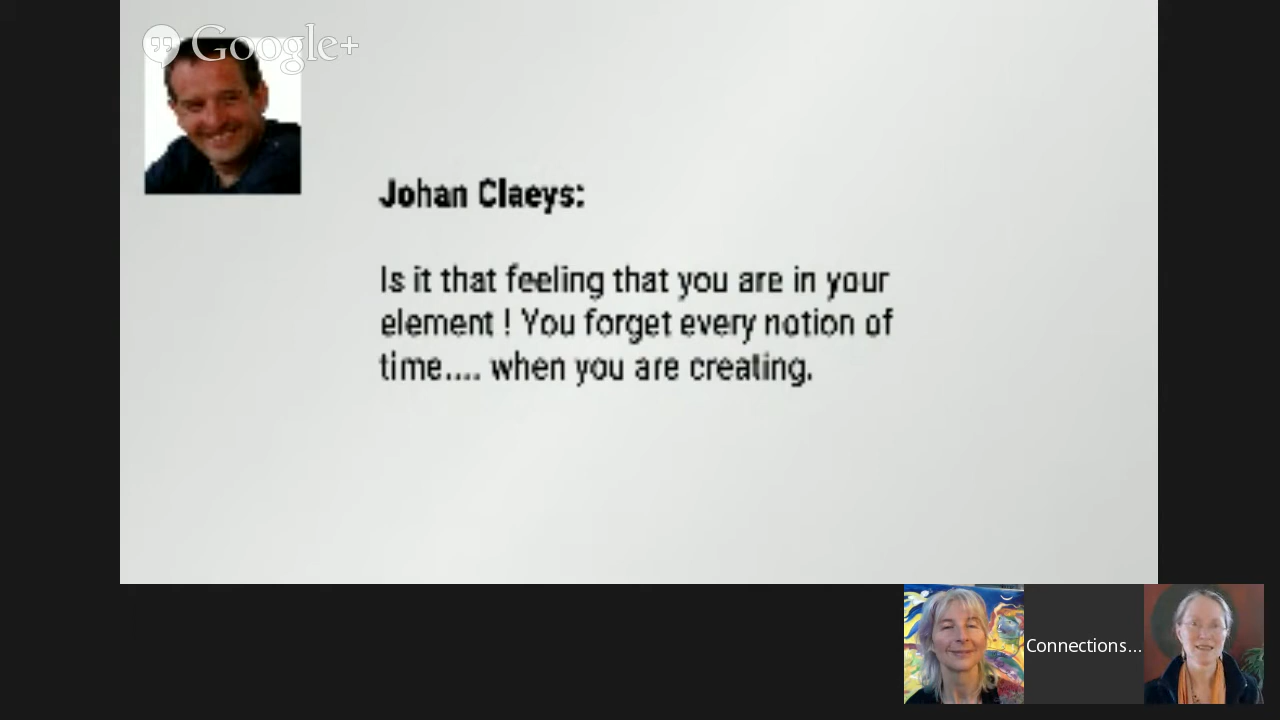 Google+
Johan Claeys:
Is it that feeling that you are in your
element ! You forget every notion of
time.... when you are creating.
Connections...